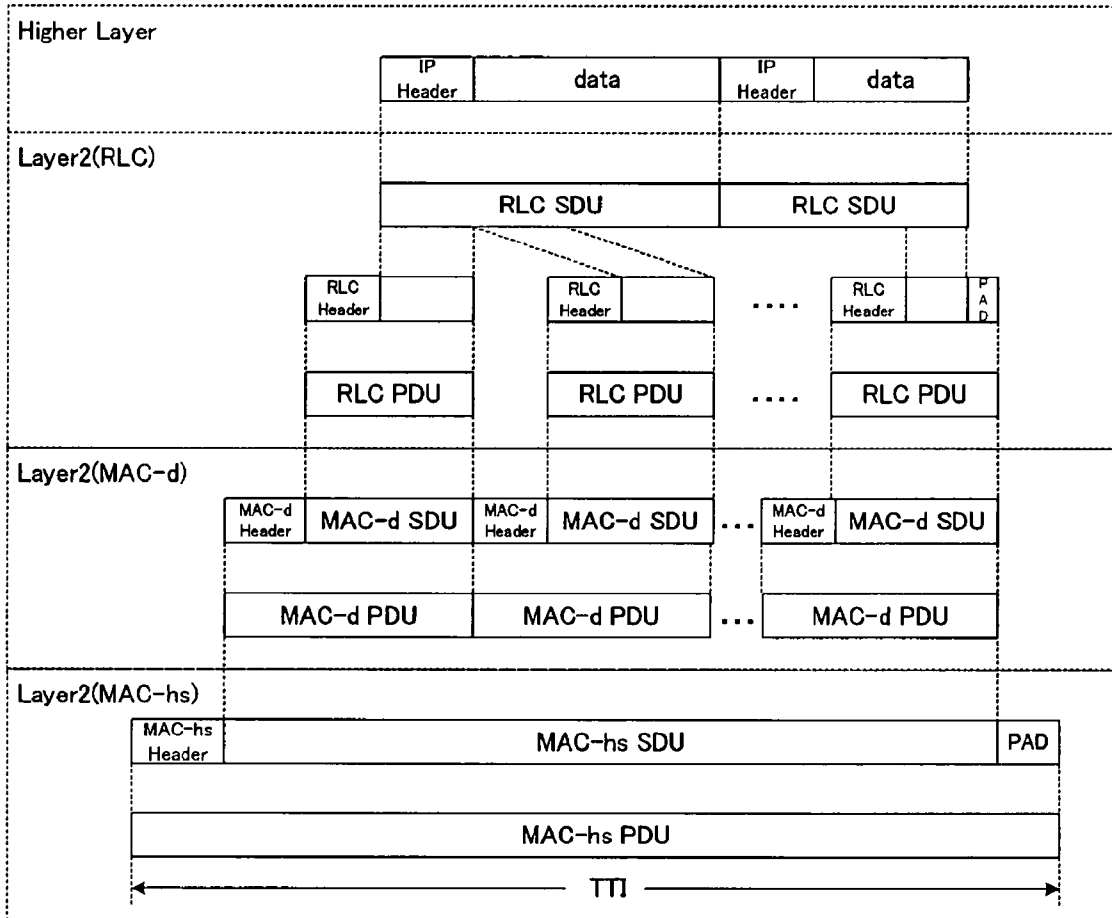 Higher Layer
IP Header data IP Header data
Layer2(RLC)
RLC SDU RLC SDU
RLC Header RLC Header .... RLC Header PAD
RLC PDU RLC PDU .... RLC PDU
Layer2(MAC-d)
MAC-d Header MAC-d SDU MAC-d Header MAC-d SDU ... MAC-d Header MAC-d SDU
MAC-d PDU MAC-d PDU ... MAC-d PDU
Layer2(MAC-hs)
MAC-hs Header MAC-hs SDU PAD
MAC-hs PDU
TTI